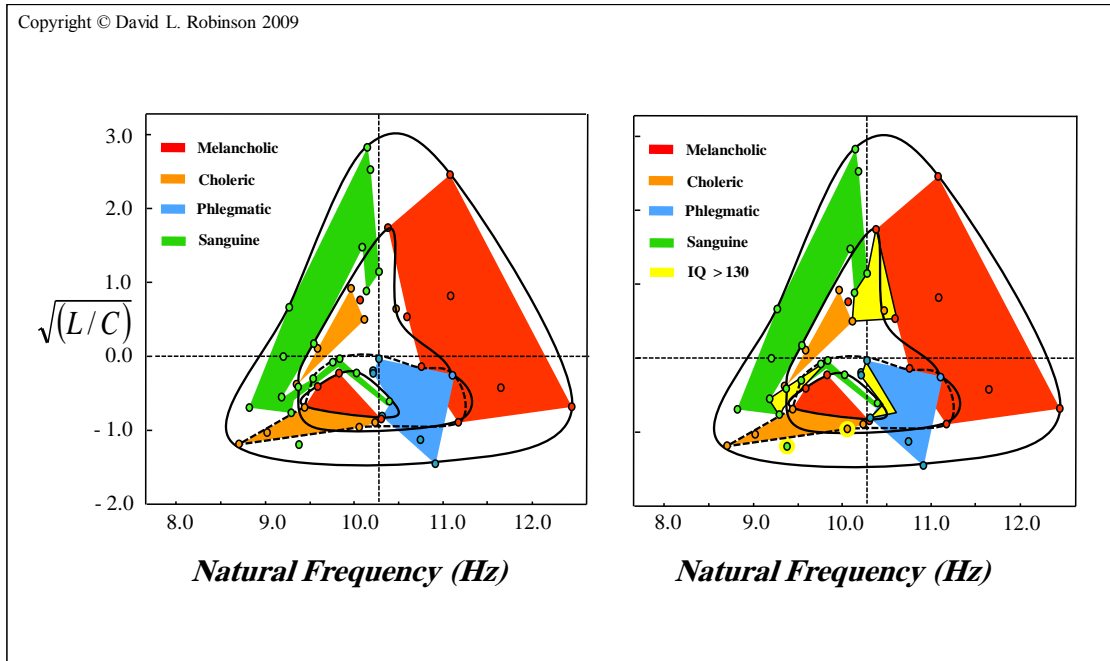 Copyright © David L. Robinson 2009
3.0
2.0
1.0
0.0
- 1.0
- 2.0
√(L/C)
Melancholic
Choleric
Phlegmatic
Sanguine
8.0 9.0 10.0 11.0 12.0
Natural Frequency (Hz)
Melancholic
Choleric
Phlegmatic
Sanguine
IQ > 130
8.0 9.0 10.0 11.0 12.0
Natural Frequency (Hz)